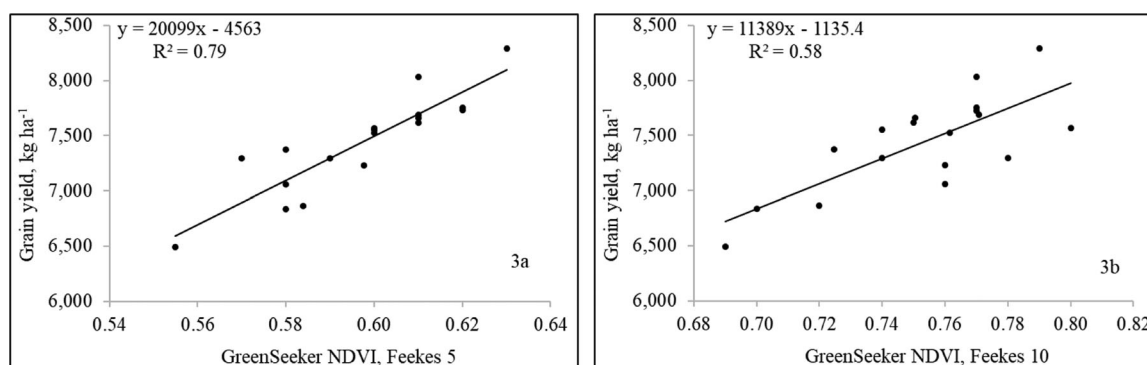 y = 20099x - 4563
R² = 0.79
Grain yield, kg ha⁻¹
8,500
8,000
7,500
7,000
6,500
6,000
3a
0.54
0.56
0.58
0.60
0.62
0.64
GreenSeeker NDVI, Feekes 5
y = 11389x - 1135.4
R² = 0.58
Grain yield, kg ha⁻¹
8,500
8,000
7,500
7,000
6,500
6,000
3b
0.68
0.70
0.72
0.74
0.76
0.78
0.80
0.82
GreenSeeker NDVI, Feekes 10